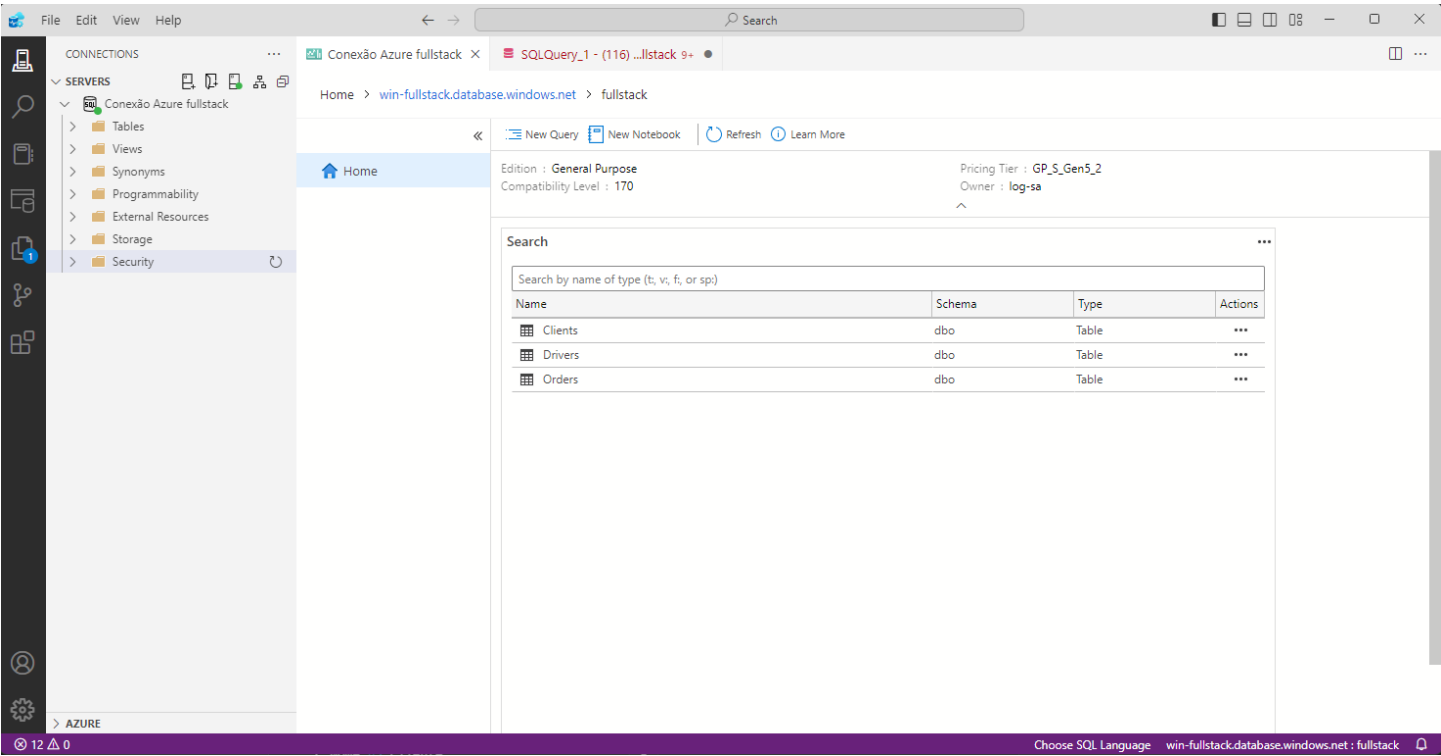 File Edit View Help
Search
CONNECTIONS
SERVERS
Conexão Azure fullstack
Tables
Views
Synonyms
Programmability
External Resources
Storage
Security
AZURE
1
Conexão Azure fullstack
SQLQuery_1 - (116) ...llstack 9+
Home > win-fullstack.database.windows.net > fullstack
Home
New Query New Notebook Refresh Learn More
Edition : General Purpose
Compatibility Level : 170
Pricing Tier : GP_S_Gen5_2
Owner : log-sa
Search
Search by name of type (t:, v:, f:, or sp:)
Name Schema Type Actions
Clients dbo Table
Drivers dbo Table
Orders dbo Table
12 0
Choose SQL Language win-fullstack.database.windows.net : fullstack